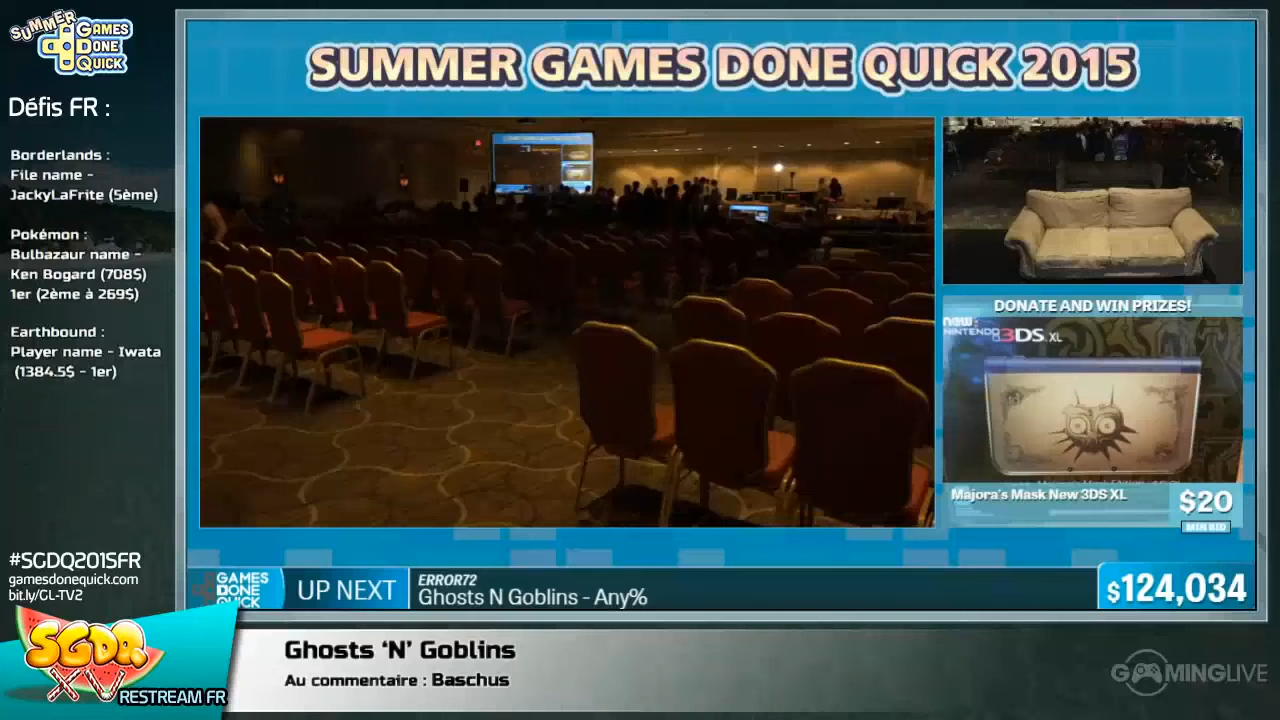 SUMMER
GAMES
DONE
QUICK
Défis FR :
Borderlands :
File name -
JackyLaFrite (5ème)
Pokémon :
Bulbazaur name -
Ken Bogard (708$)
1er (2ème à 269$)
Earthbound :
Player name - Iwata
(1384.5$ - 1er)
#SGDQ2015FR
gamesdonequick.com
bit.ly/GL-TV2
SGDQ
XV
RESTREAM FR
SUMMER GAMES DONE QUICK 2015
DONATE AND WIN PRIZES!
new
NINTENDO 3DS XL
Majora's Mask New 3DS XL
$20
MIN BID
GAMES
DONE
QUICK
UP NEXT
ERROR72
Ghosts N Goblins - Any%
$124,034
Ghosts ‘N’ Goblins
Au commentaire : Baschus
GAMINGLIVE